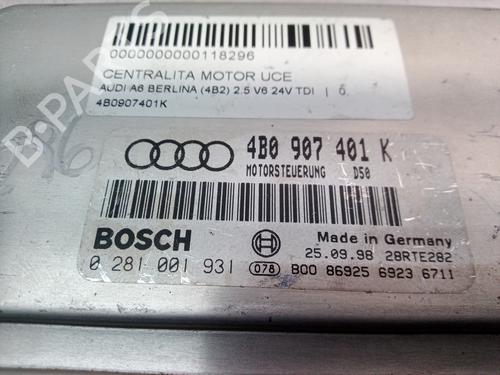 0000000000118296
CENTRALITA MOTOR UCE
AUDI A6 BERLINA (4B2) 2.5 V6 24V TDI | 0.
4B0907401K
4B0 907 401 K
MOTORSTEUERUNG D50
BOSCH
Made in Germany
25.09.98 28RTE282
0 281 001 931 078 B00 86925 6923 6711
B-PARTS